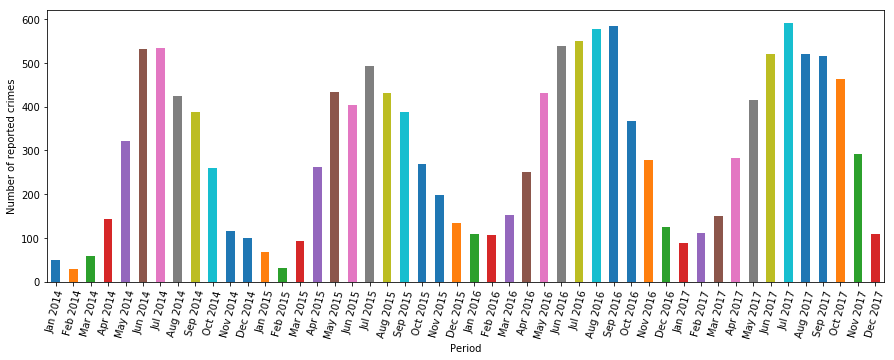 600
500
400
300
200
100
0
Number of reported crimes
Jan 2014
Feb 2014
Mar 2014
Apr 2014
May 2014
Jun 2014
Jul 2014
Aug 2014
Sep 2014
Oct 2014
Nov 2014
Dec 2014
Jan 2015
Feb 2015
Mar 2015
Apr 2015
May 2015
Jun 2015
Jul 2015
Aug 2015
Sep 2015
Oct 2015
Nov 2015
Dec 2015
Jan 2016
Feb 2016
Mar 2016
Apr 2016
May 2016
Jun 2016
Jul 2016
Aug 2016
Sep 2016
Oct 2016
Nov 2016
Dec 2016
Jan 2017
Feb 2017
Mar 2017
Apr 2017
May 2017
Jun 2017
Jul 2017
Aug 2017
Sep 2017
Oct 2017
Nov 2017
Dec 2017
Period